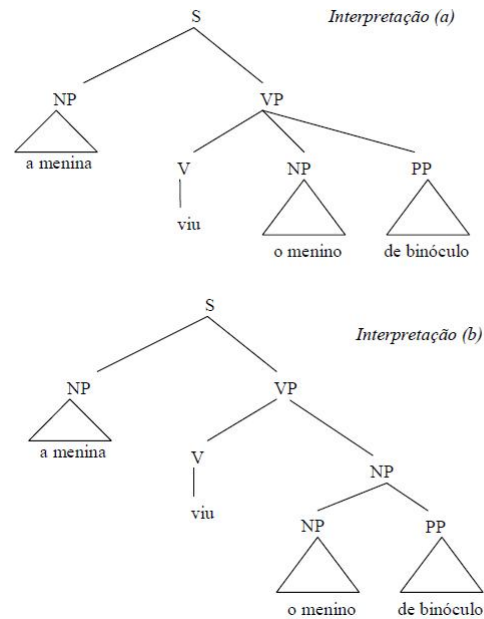 S Interpretação (a)
NP VP
a menina
V NP PP
viu
o menino de binóculo
S
Interpretação (b)
NP VP
a menina
V NP
viu
NP PP
o menino de binóculo